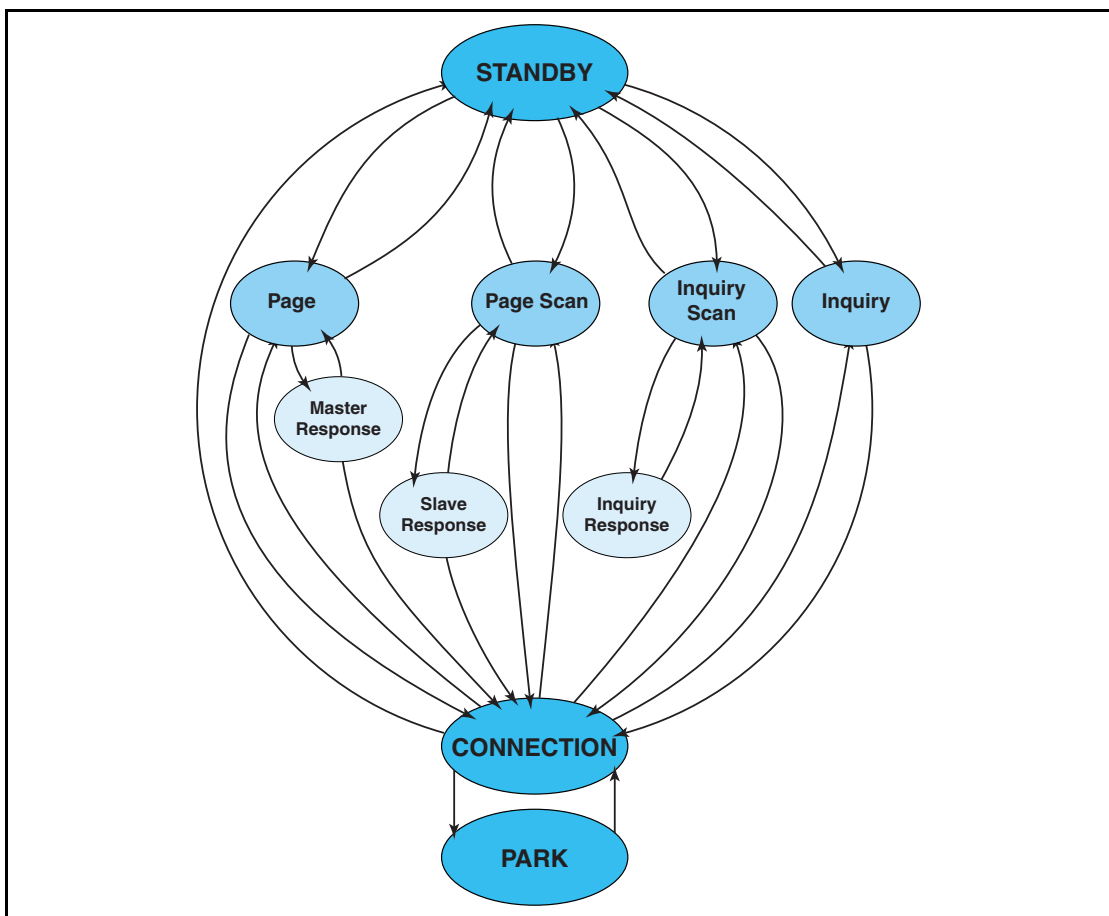 STANDBY
Page
Page Scan
Inquiry
Scan
Inquiry
Master
Response
Slave
Response
Inquiry
Response
CONNECTION
PARK